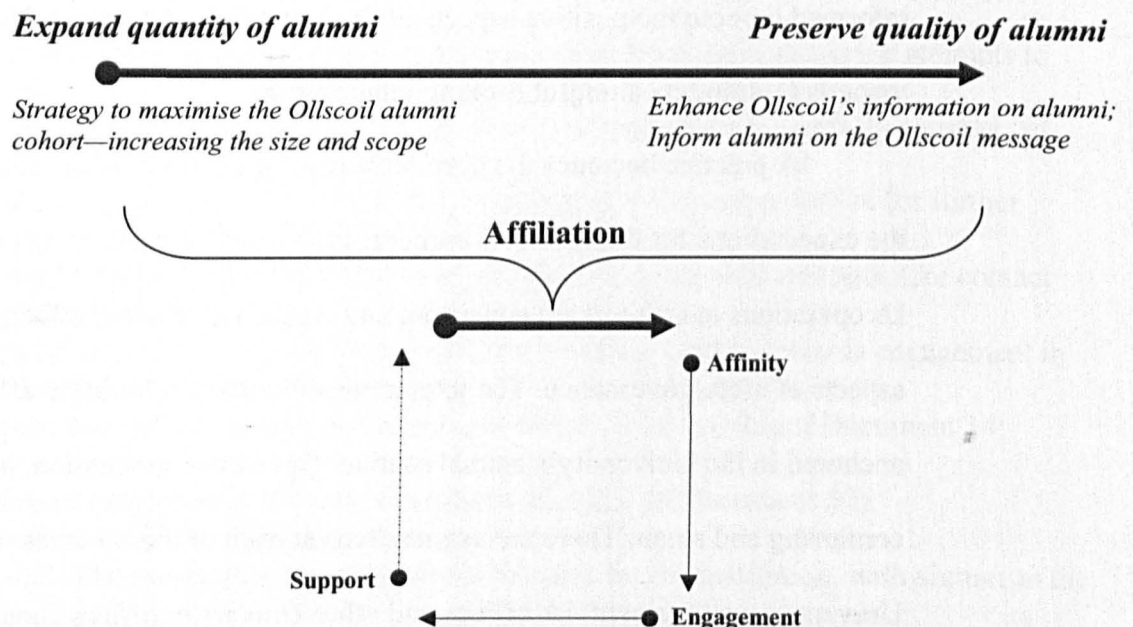 Expand quantity of alumni
Preserve quality of alumni
Strategy to maximise the Ollscoil alumni
cohort—increasing the size and scope
Enhance Ollscoil's information on alumni;
Inform alumni on the Ollscoil message
Affiliation
Affinity
Support
Engagement